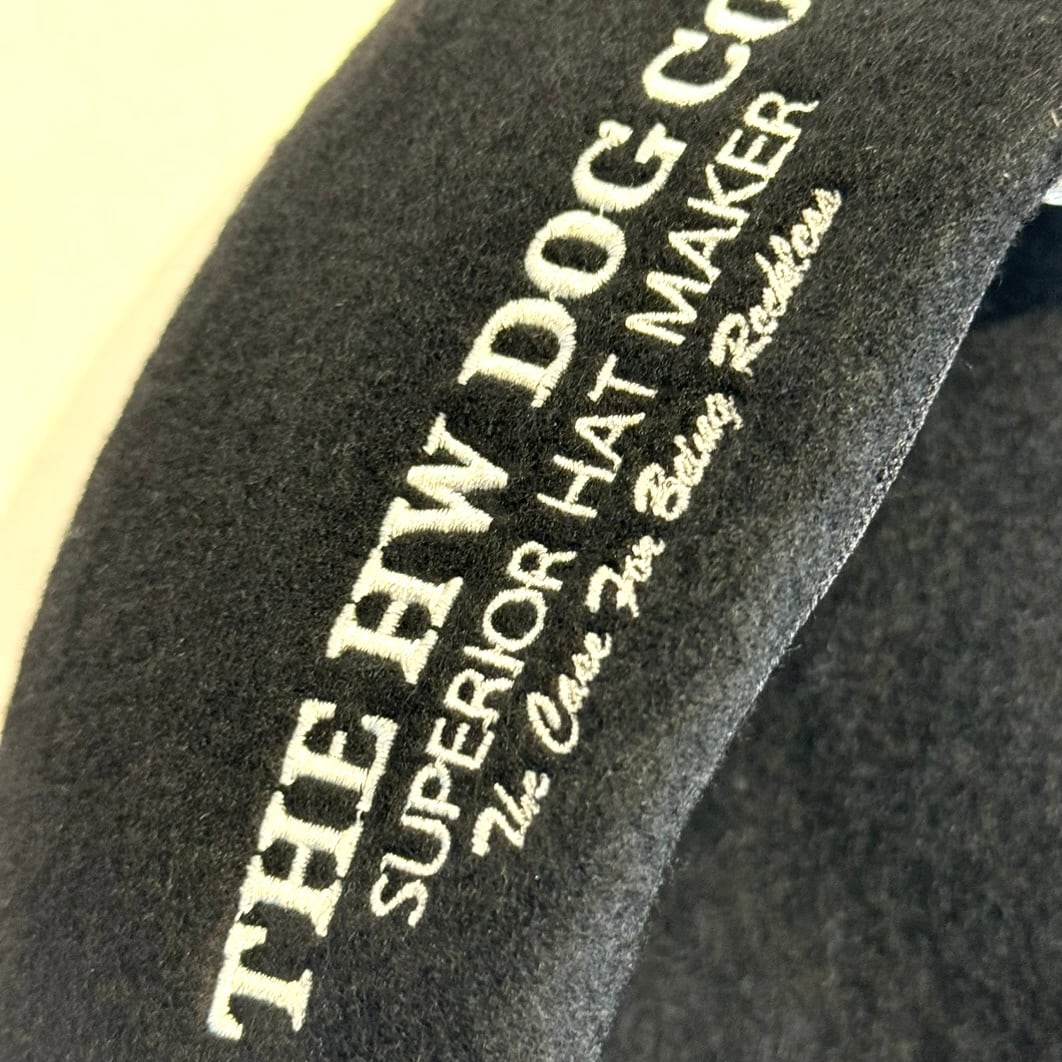 THE HW DOG CO
SUPERIOR HAT MAKER
The Case For Being Reckless